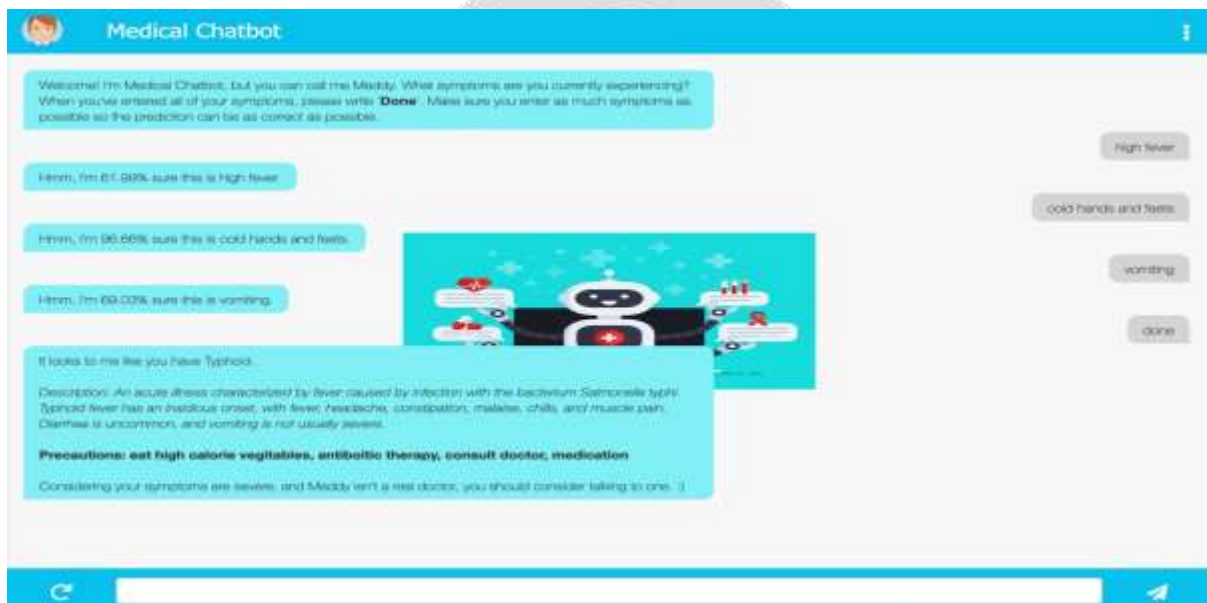 Medical Chatbot
Welcome! I'm Medical Chatbot, but you can call me Meddy. What symptoms are you currently experiencing?
When you've entered all of your symptoms, please write 'Done'. Make sure you enter as much symptoms as
possible so the prediction can be as correct as possible.
high fever
Hmm, I'm 61.99% sure this is high fever
cold hands and feets
Hmm, I'm 96.66% sure this is cold hands and feets.
vomiting
Hmm, I'm 69.03% sure this is vomiting.
done
It looks to me like you have Typhoid.
Description: An acute illness characterized by fever caused by infection with the bacterium Salmonella typhi.
Typhoid fever has an insidious onset, with fever, headache, constipation, malaise, chills, and muscle pain.
Diarrhea is uncommon, and vomiting is not usually severe.
Precautions: eat high calorie vegitables, antiboitic therapy, consult doctor, medication
Considering your symptoms are severe, and Meddy isn't a real doctor, you should consider talking to one. :)